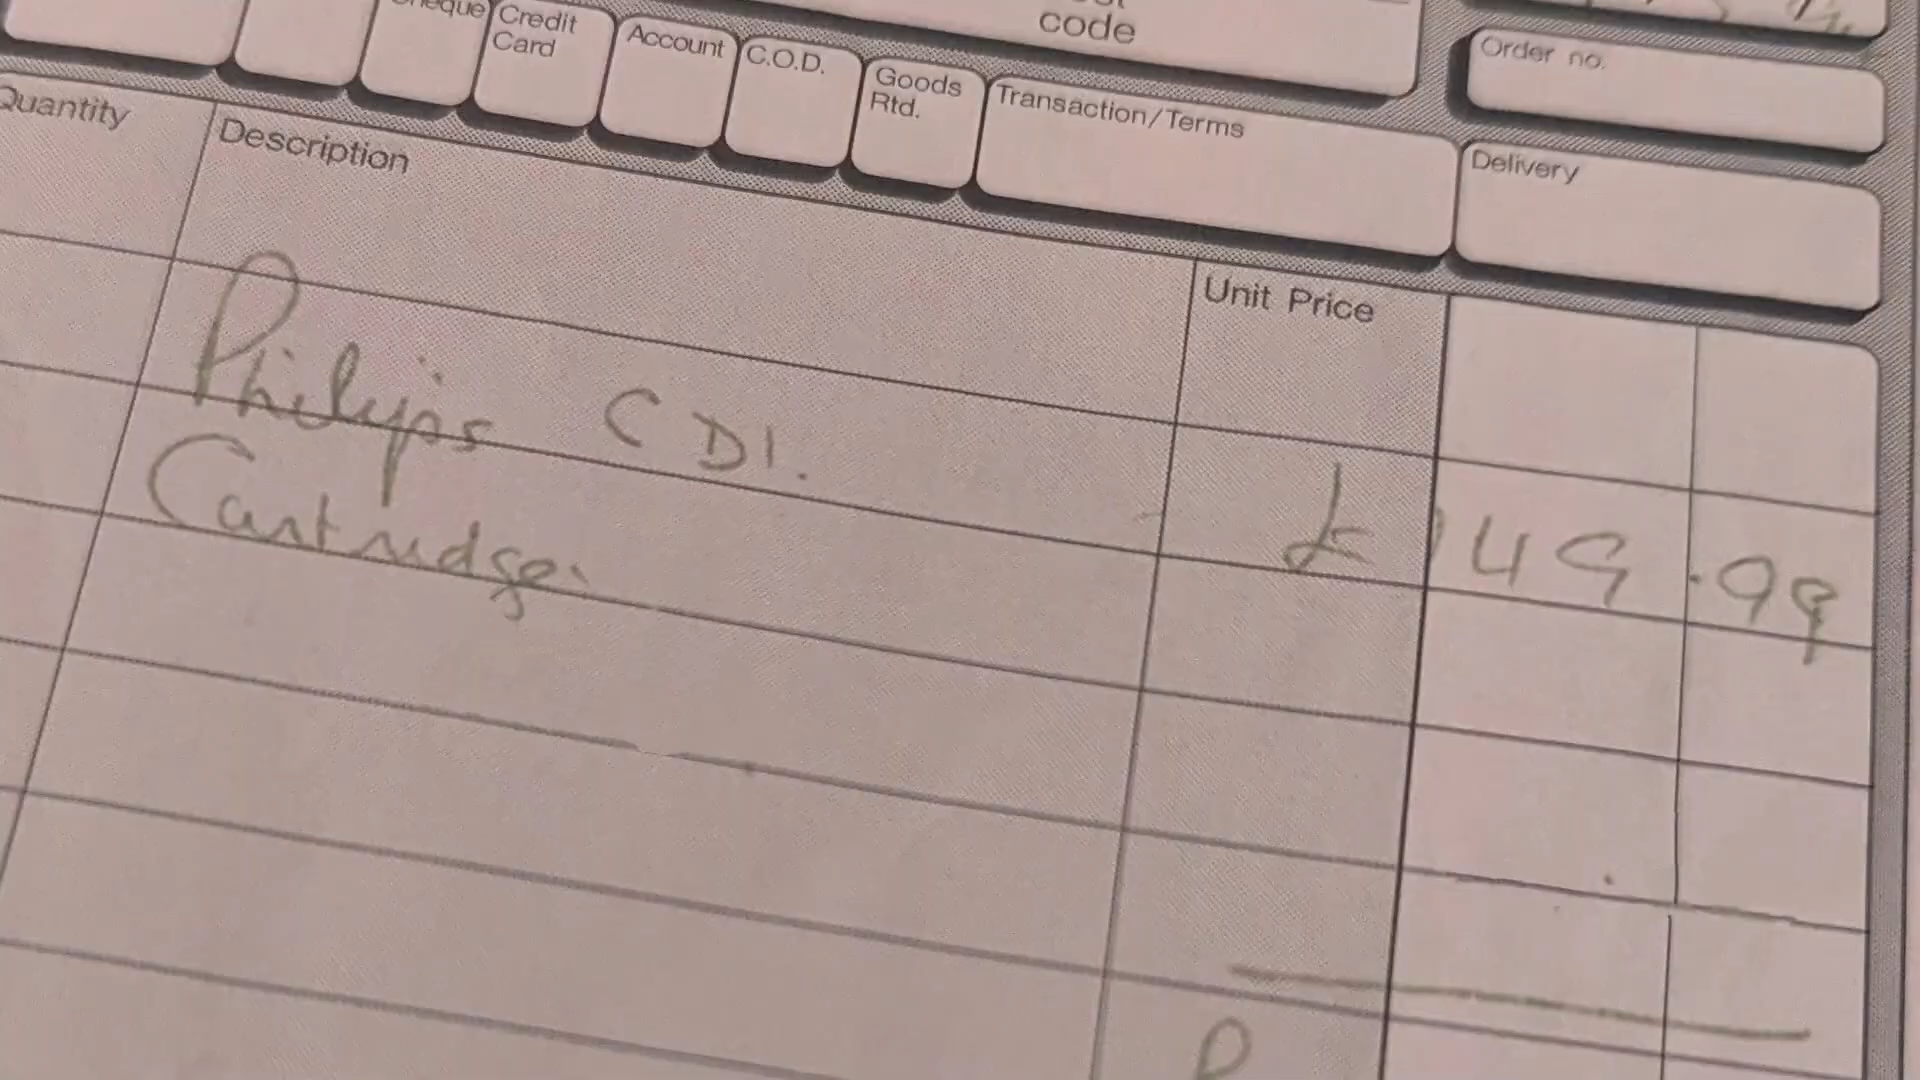 code
Credit Card
Account
C.O.D.
Goods Rtd.
Transaction/Terms
Order no.
Delivery
Quantity
Description
Unit Price
Philips CDI.
Cartridge.
£149.99